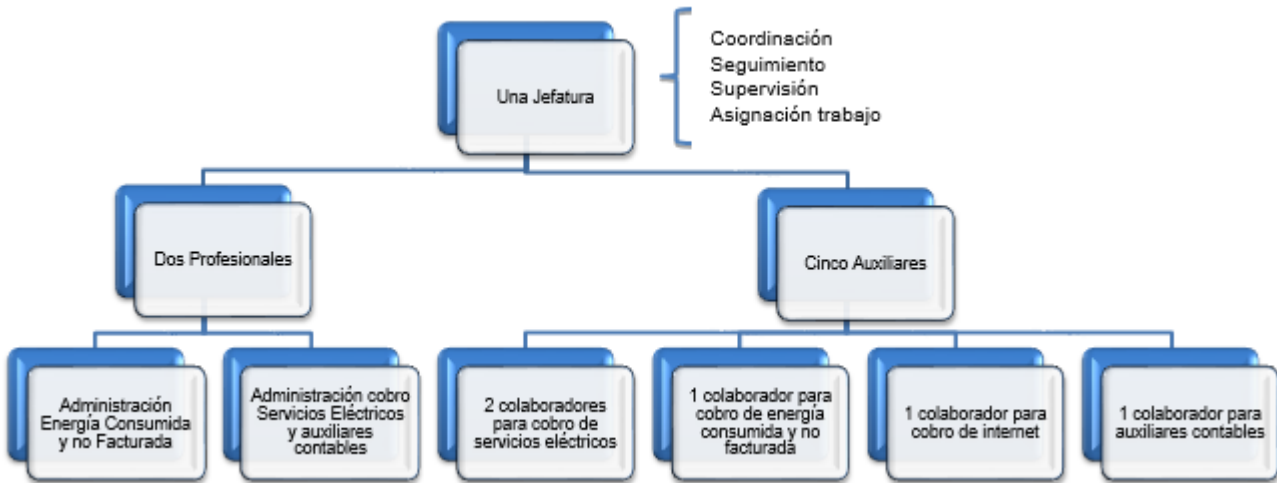 Una Jefatura
Coordinación
Seguimiento
Supervisión
Asignación trabajo
Dos Profesionales
Cinco Auxiliares
Administración
Energía Consumida
y no Facturada
Administración cobro
Servicios Eléctricos
y auxiliares
contables
2 colaboradores
para cobro de
servicios eléctricos
1 colaborador para
cobro de energía
consumida y no
facturada
1 colaborador para
cobro de internet
1 colaborador para
auxiliares contables